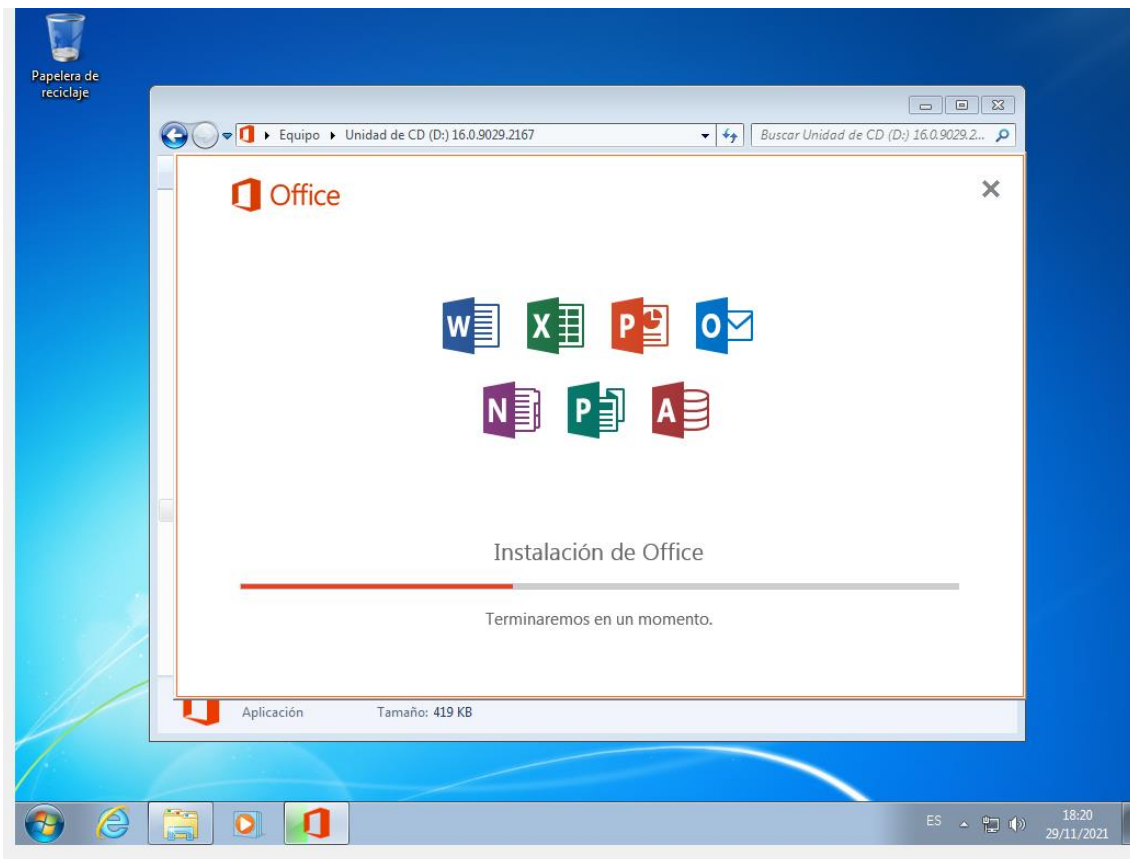 Papelera de
reciclaje
Equipo
Unidad de CD (D:) 16.0.9029.2167
Buscar Unidad de CD (D:) 16.0.9029.2...
Office
W
X
P
O
N
P
A
Instalación de Office
Terminaremos en un momento.
Aplicación
Tamaño: 419 KB
ES
18:20
29/11/2021